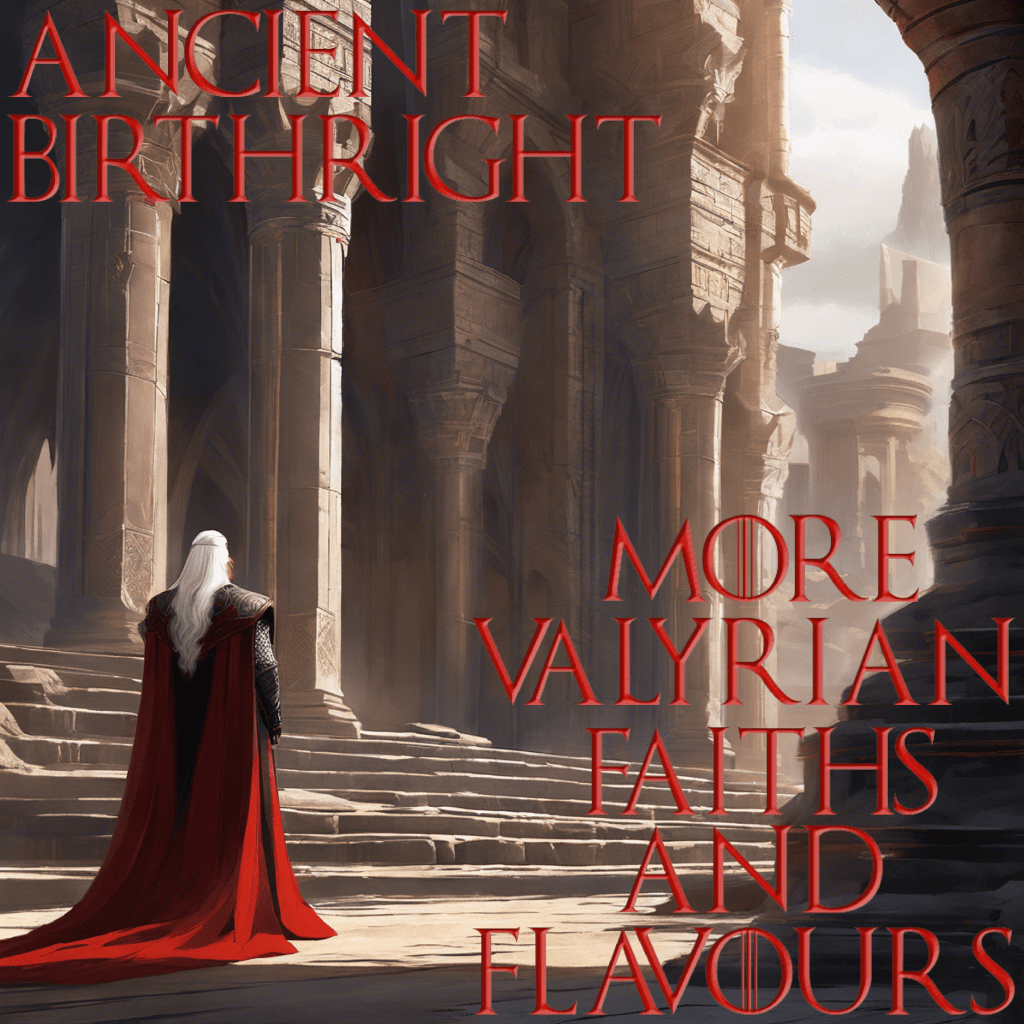 ANCIENT
BIRTHRIGHT
MORE
VALYRIAN
FAITHS
AND
FLAVOURS